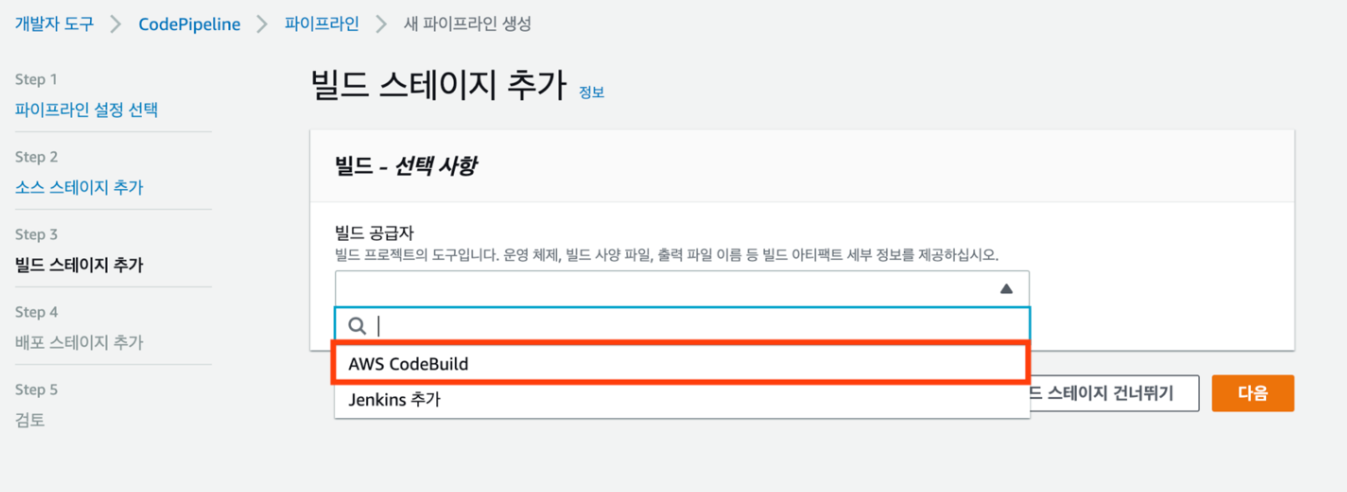 개발자 도구 > CodePipeline > 파이프라인 > 새 파이프라인 생성
Step 1
파이프라인 설정 선택
Step 2
소스 스테이지 추가
Step 3
빌드 스테이지 추가
Step 4
배포 스테이지 추가
Step 5
검토
빌드 스테이지 추가 정보
빌드 - 선택 사항
빌드 공급자
빌드 프로젝트의 도구입니다. 운영 체제, 빌드 사양 파일, 출력 파일 이름 등 빌드 아티팩트 세부 정보를 제공하십시오.
AWS CodeBuild
Jenkins 추가
드 스테이지 건너뛰기
다음